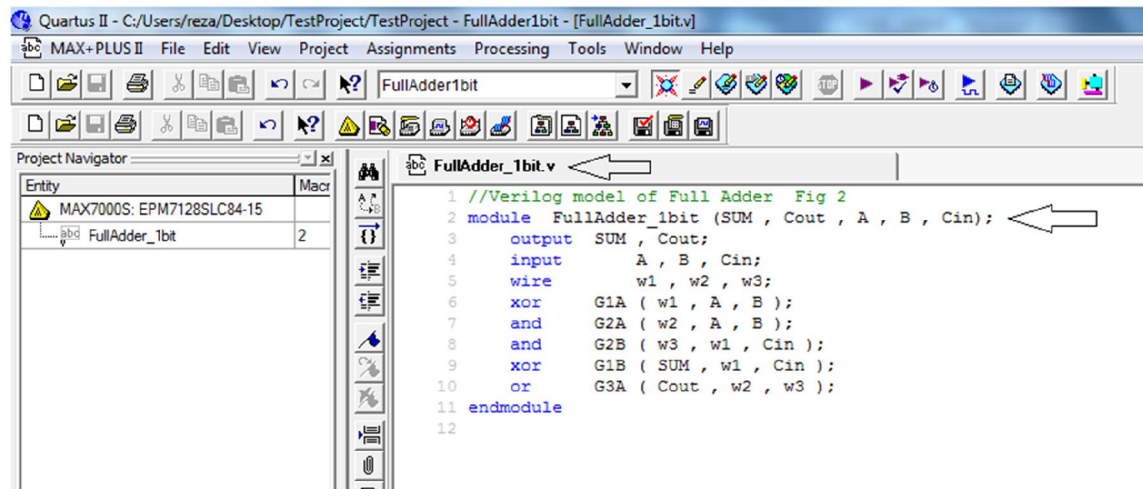 Quartus II - C:/Users/reza/Desktop/TestProject/TestProject - FullAdder1bit - [FullAdder_1bit.v]
abc MAX+PLUS II File Edit View Project Assignments Processing Tools Window Help
FullAdder1bit
STOP
Project Navigator
Entity Macr
MAX7000S: EPM7128SLC84-15
abd FullAdder_1bit 2
abc FullAdder_1bit.v
1 //Verilog model of Full Adder Fig 2
2 module FullAdder_1bit (SUM , Cout , A , B , Cin);
3 output SUM , Cout;
4 input A , B , Cin;
5 wire w1 , w2 , w3;
6 xor G1A ( w1 , A , B );
7 and G2A ( w2 , A , B );
8 and G2B ( w3 , w1 , Cin );
9 xor G1B ( SUM , w1 , Cin );
10 or G3A ( Cout , w2 , w3 );
11 endmodule
12